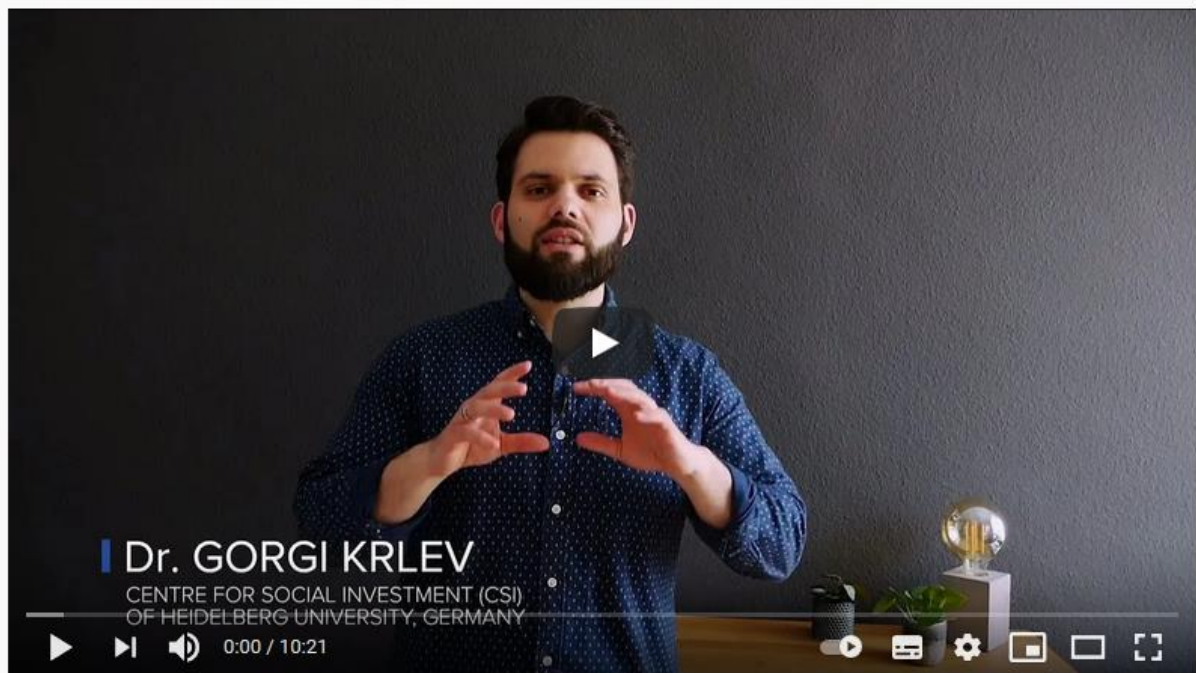 Dr. GORGI KRLEV
CENTRE FOR SOCIAL INVESTMENT (CSI)
OF HEIDELBERG UNIVERSITY, GERMANY
0:00 / 10:21